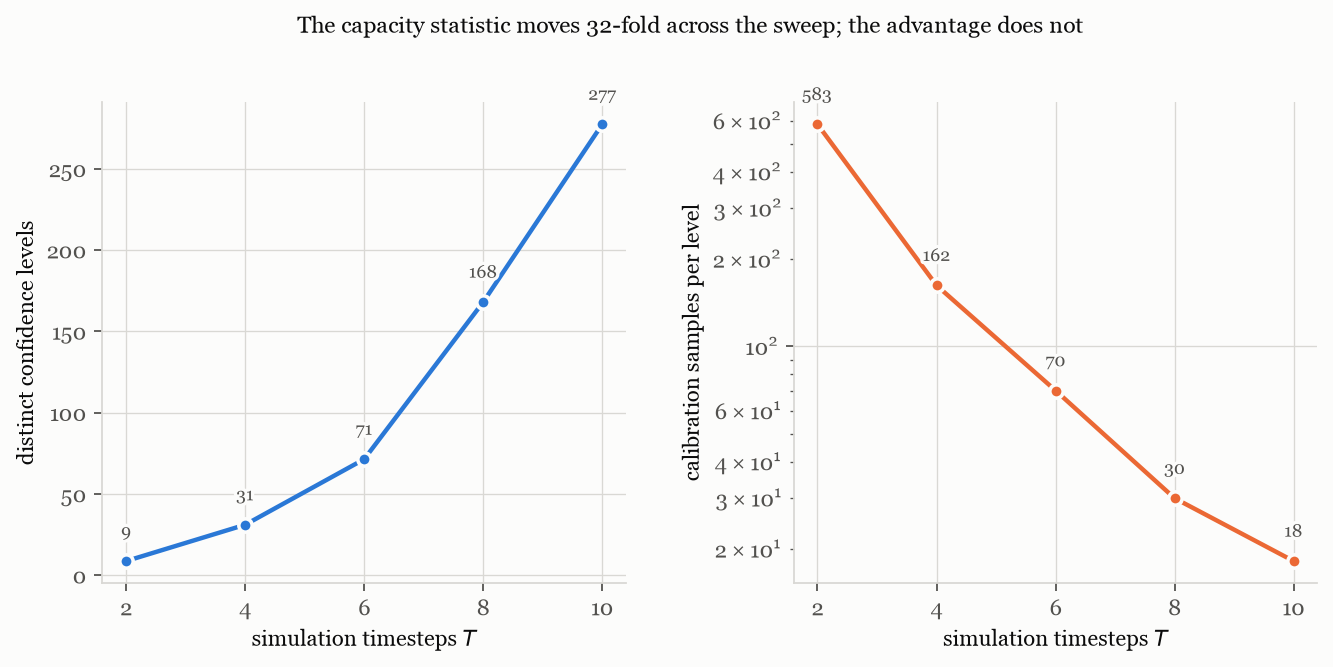 The capacity statistic moves 32-fold across the sweep; the advantage does not
distinct confidence levels
250
200
150
100
50
0
9
31
71
168
277
2
4
6
8
10
simulation timesteps T
calibration samples per level
6 × 10²
4 × 10²
3 × 10²
2 × 10²
10²
6 × 10¹
4 × 10¹
3 × 10¹
2 × 10¹
583
162
70
30
18
2
4
6
8
10
simulation timesteps T